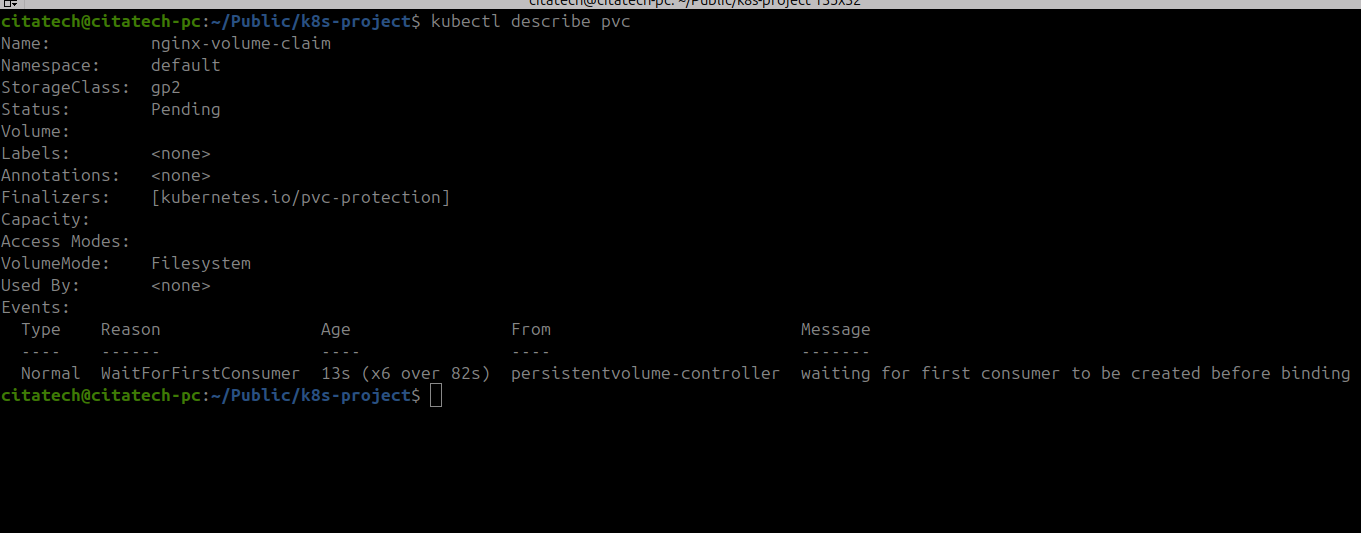 citatech@citatech-pc: ~/Public/k8s-project 135x32
citatech@citatech-pc:~/Public/k8s-project$ kubectl describe pvc
Name:          nginx-volume-claim
Namespace:     default
StorageClass:  gp2
Status:        Pending
Volume:
Labels:        <none>
Annotations:   <none>
Finalizers:    [kubernetes.io/pvc-protection]
Capacity:
Access Modes:
VolumeMode:    Filesystem
Used By:       <none>
Events:
  Type    Reason                Age                From                         Message
  ----    ------                ----               ----                         -------
  Normal  WaitForFirstConsumer  13s (x6 over 82s)  persistentvolume-controller  waiting for first consumer to be created before binding
citatech@citatech-pc:~/Public/k8s-project$